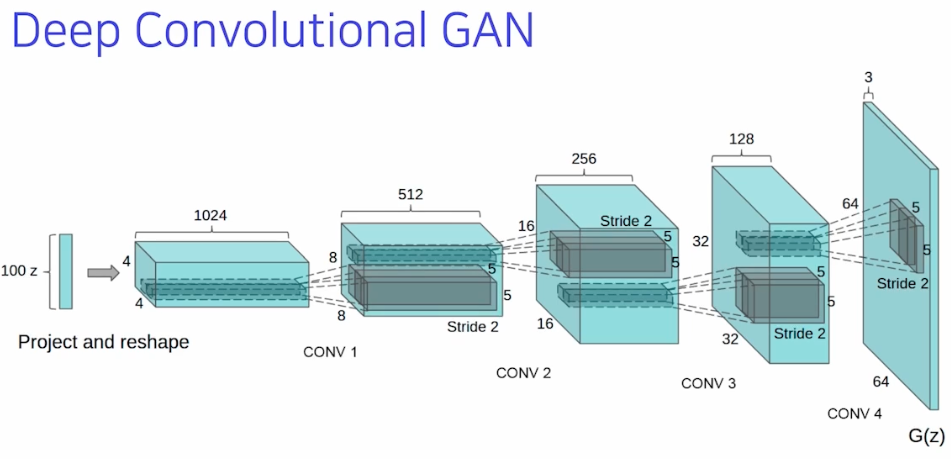 Deep Convolutional GAN
100 z
Project and reshape
1024
4
4
CONV 1
512
8
8
5
5
Stride 2
CONV 2
256
16
16
Stride 2
5
5
CONV 3
128
32
32
5
5
Stride 2
CONV 4
3
64
64
5
5
Stride 2
G(z)